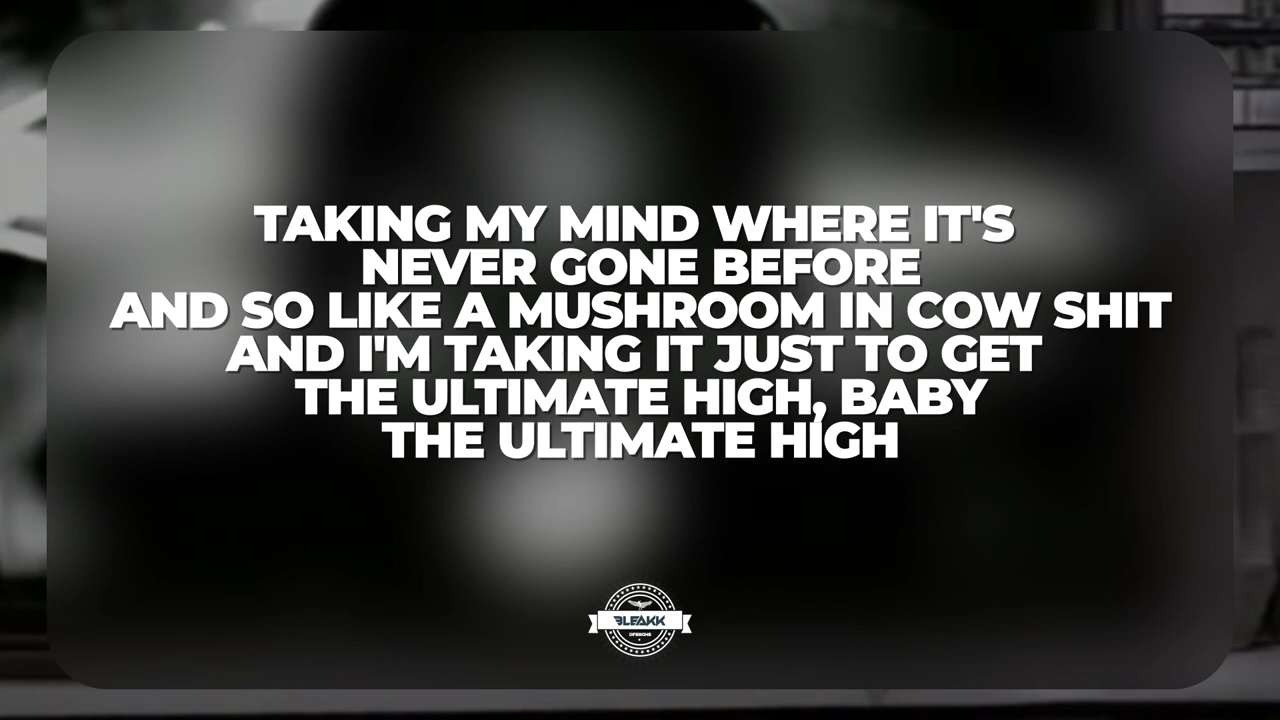 TAKING MY MIND WHERE IT'S
NEVER GONE BEFORE
AND SO LIKE A MUSHROOM IN COW SHIT
AND I'M TAKING IT JUST TO GET
THE ULTIMATE HIGH, BABY
THE ULTIMATE HIGH
BLEAKK
DESIGNS